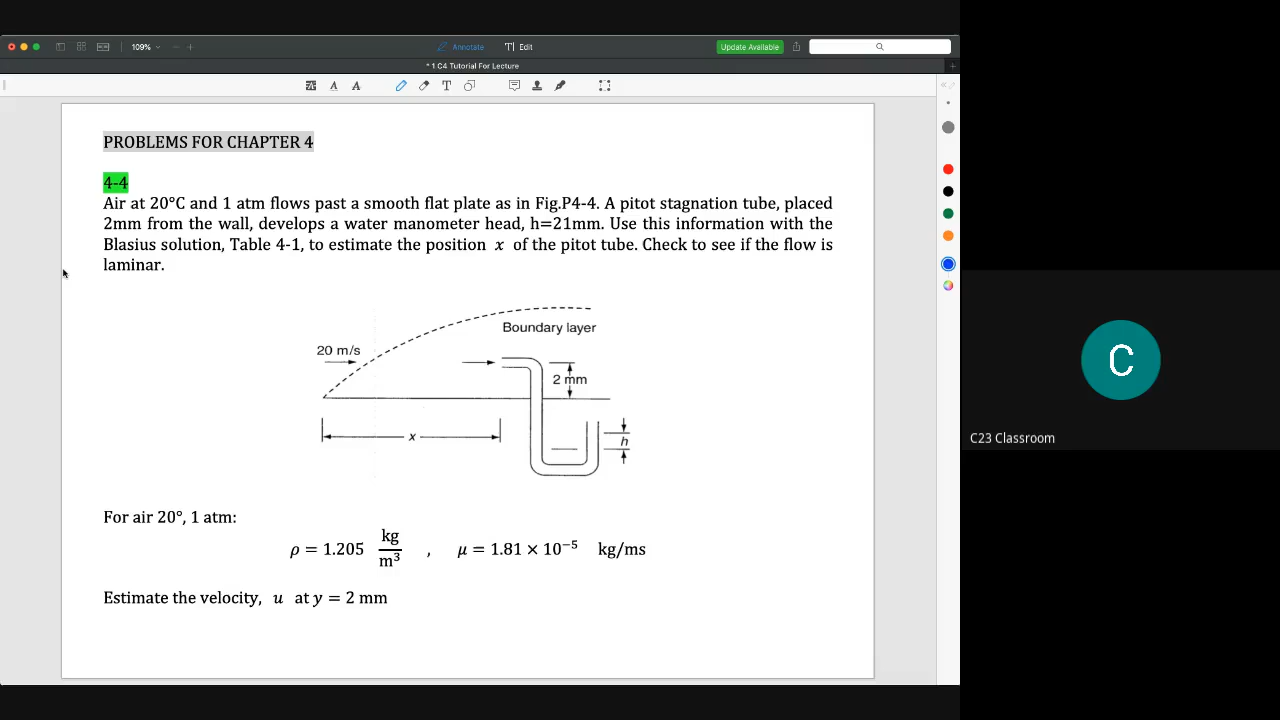 109%
Annotate
Edit
Update Available
* 1 C4 Tutorial For Lecture
PROBLEMS FOR CHAPTER 4
4-4
Air at 20°C and 1 atm flows past a smooth flat plate as in Fig.P4-4. A pitot stagnation tube, placed
2mm from the wall, develops a water manometer head, h=21mm. Use this information with the
Blasius solution, Table 4-1, to estimate the position x of the pitot tube. Check to see if the flow is
laminar.
Boundary layer
20 m/s
2 mm
x
h
For air 20°, 1 atm:
ρ = 1.205 kg/m³ , μ = 1.81 × 10⁻⁵ kg/ms
Estimate the velocity, u at y = 2 mm
C
C23 Classroom